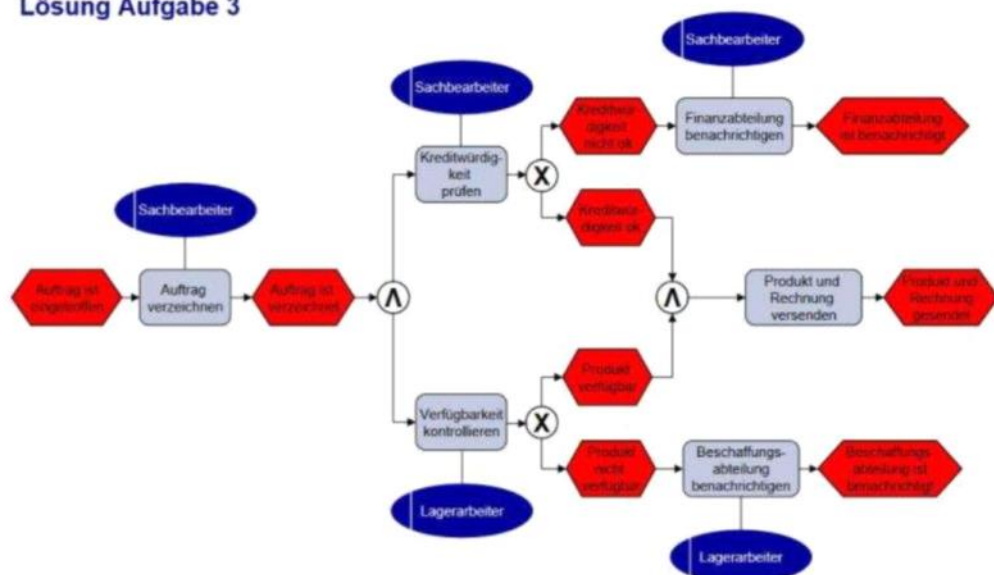 Lösung Aufgabe 3
Sachbearbeiter
Sachbearbeiter
Kreditwür-
digkeit
nicht ok
Finanzabteilung
benachrichtigen
Finanzabteilung
ist benachrichtigt
Kreditwürdig-
keit
prüfen
X
Sachbearbeiter
Kreditwür-
digkeit ok
Auftrag ist
eingetroffen
Auftrag
verzeichnen
Auftrag ist
verzeichnet
Λ
Λ
Produkt und
Rechnung
versenden
Produkt und
Rechnung
gesendet
Produkt
verfügbar
Verfügbarkeit
kontrollieren
X
Produkt
nicht
verfügbar
Beschaffungs-
abteilung
benachrichtigen
Beschaffungs-
abteilung ist
benachrichtigt
Lagerarbeiter
Lagerarbeiter